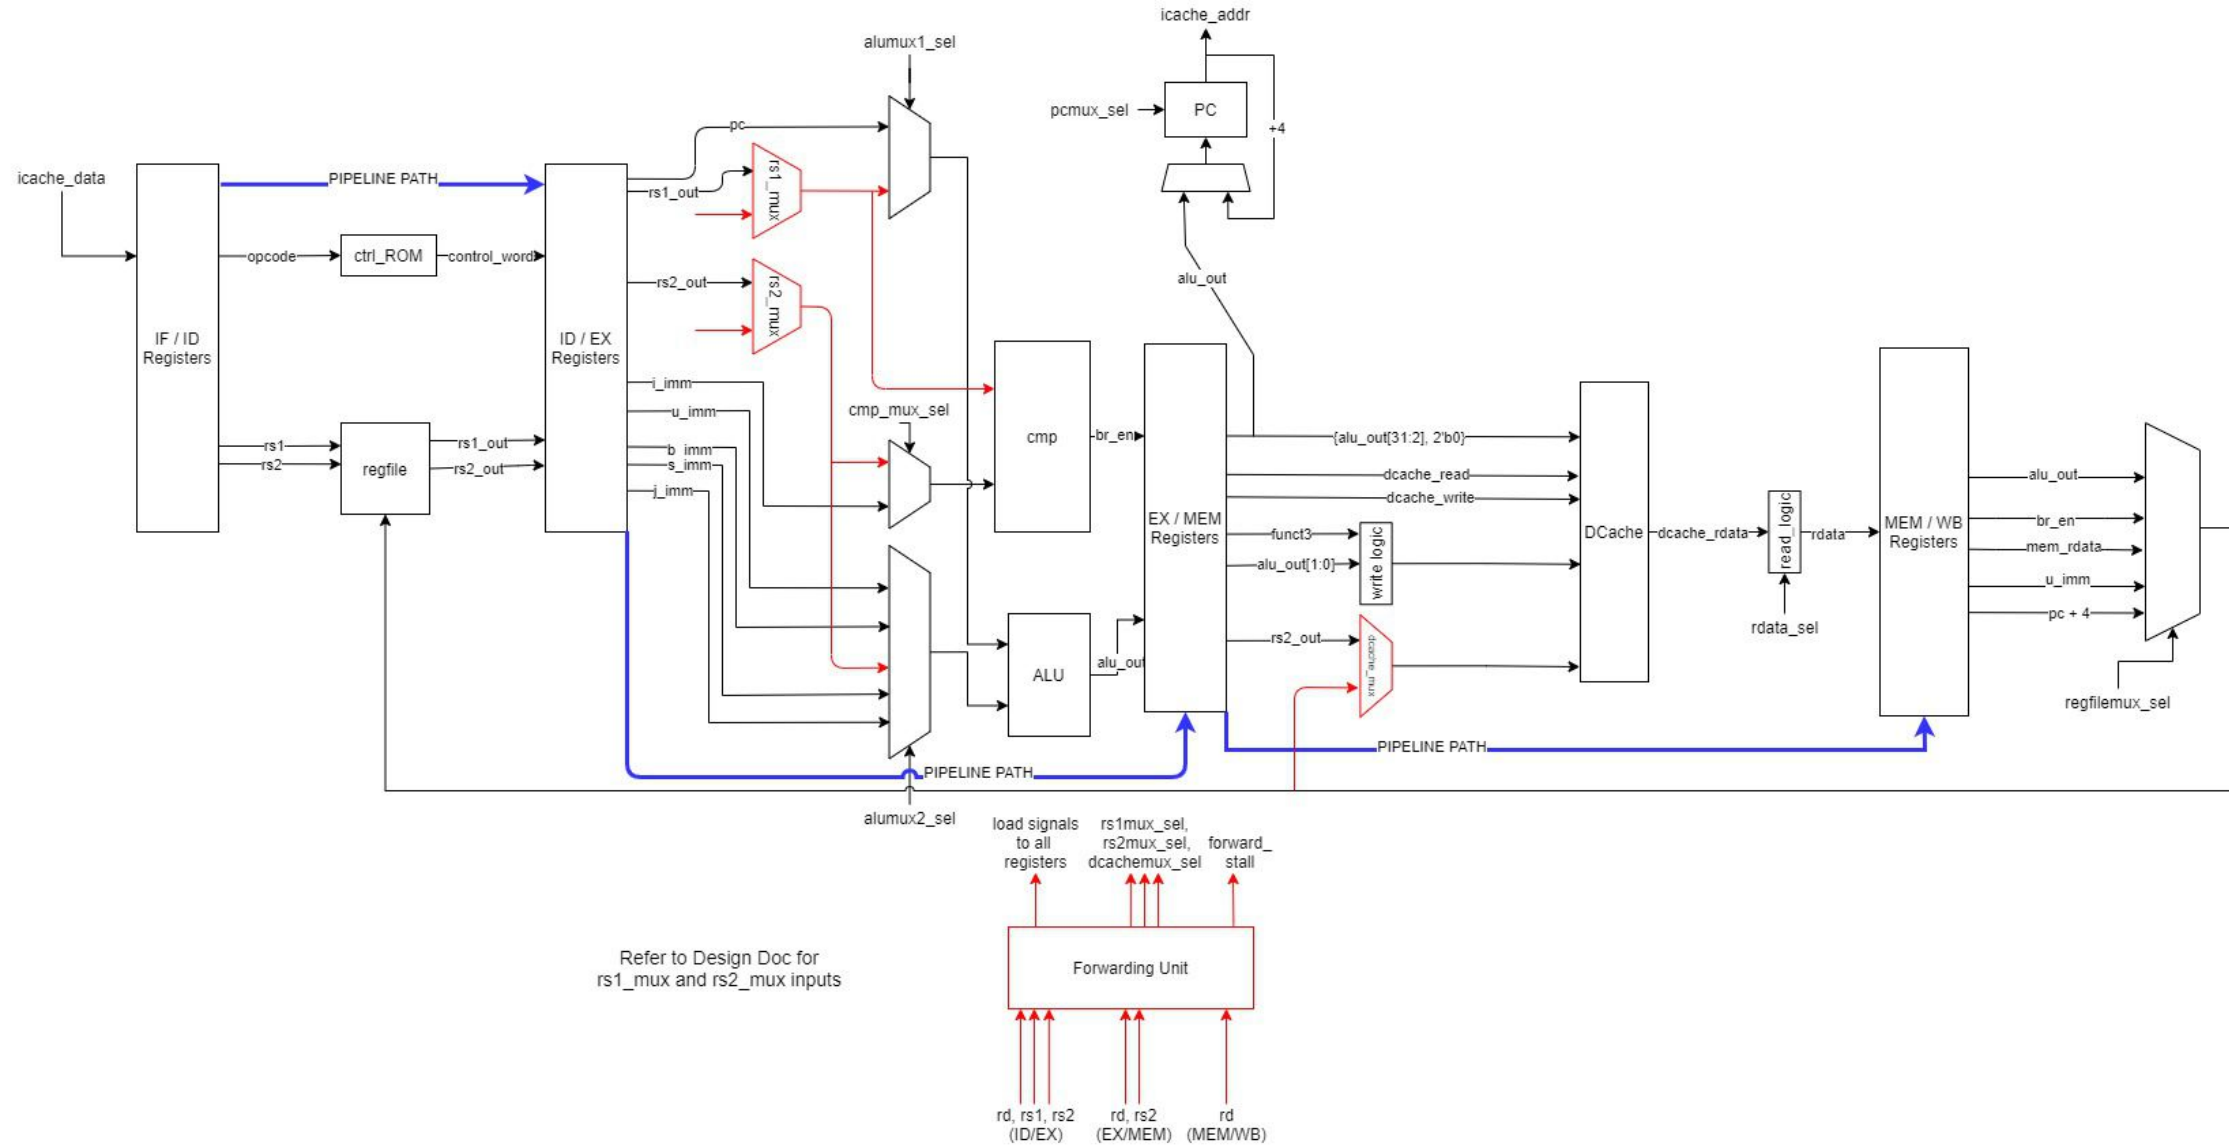 icache_addr
alumux1_sel
pcmux_sel
PC
+4
pc
icache_data
PIPELINE PATH
rs1_out
rs1_mux
opcode
ctrl_ROM
control_word
rs2_out
rs2_mux
alu_out
IF / ID
Registers
ID / EX
Registers
i_imm
u_imm
cmp_mux_sel
b_imm
s_imm
j_imm
rs1
rs2
regfile
rs1_out
rs2_out
cmp
br_en
{alu_out[31:2], 2'b0}
dcache_read
dcache_write
EX / MEM
Registers
funct3
alu_out[1:0]
write logic
DCache
dcache_rdata
read_logic
rdata
rdata_sel
MEM / WB
Registers
alu_out
br_en
mem_rdata
u_imm
pc + 4
regfilemux_sel
rs2_out
dcache_mux
ALU
alu_out
PIPELINE PATH
PIPELINE PATH
alumux2_sel
load signals
to all
registers
rs1mux_sel,
rs2mux_sel,
dcachemux_sel
forward_
stall
Forwarding Unit
Refer to Design Doc for
rs1_mux and rs2_mux inputs
rd, rs1, rs2
(ID/EX)
rd, rs2
(EX/MEM)
rd
(MEM/WB)